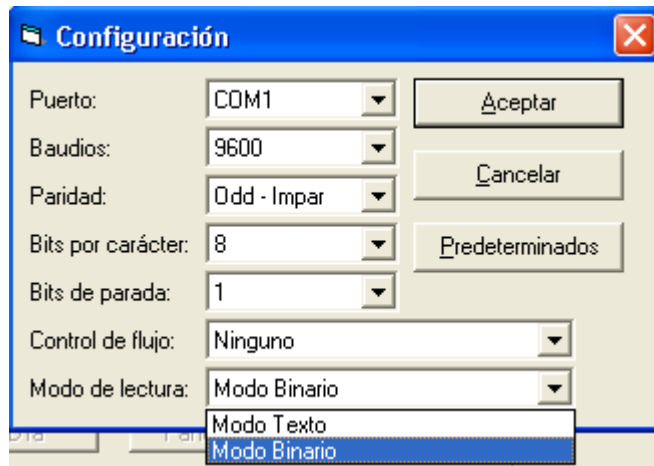 Configuración
Puerto: COM1 Aceptar
Baudios: 9600
Cancelar
Paridad: Odd - Impar
Bits por carácter: 8 Predeterminados
Bits de parada: 1
Control de flujo: Ninguno
Modo de lectura: Modo Binario
Modo Texto
Modo Binario